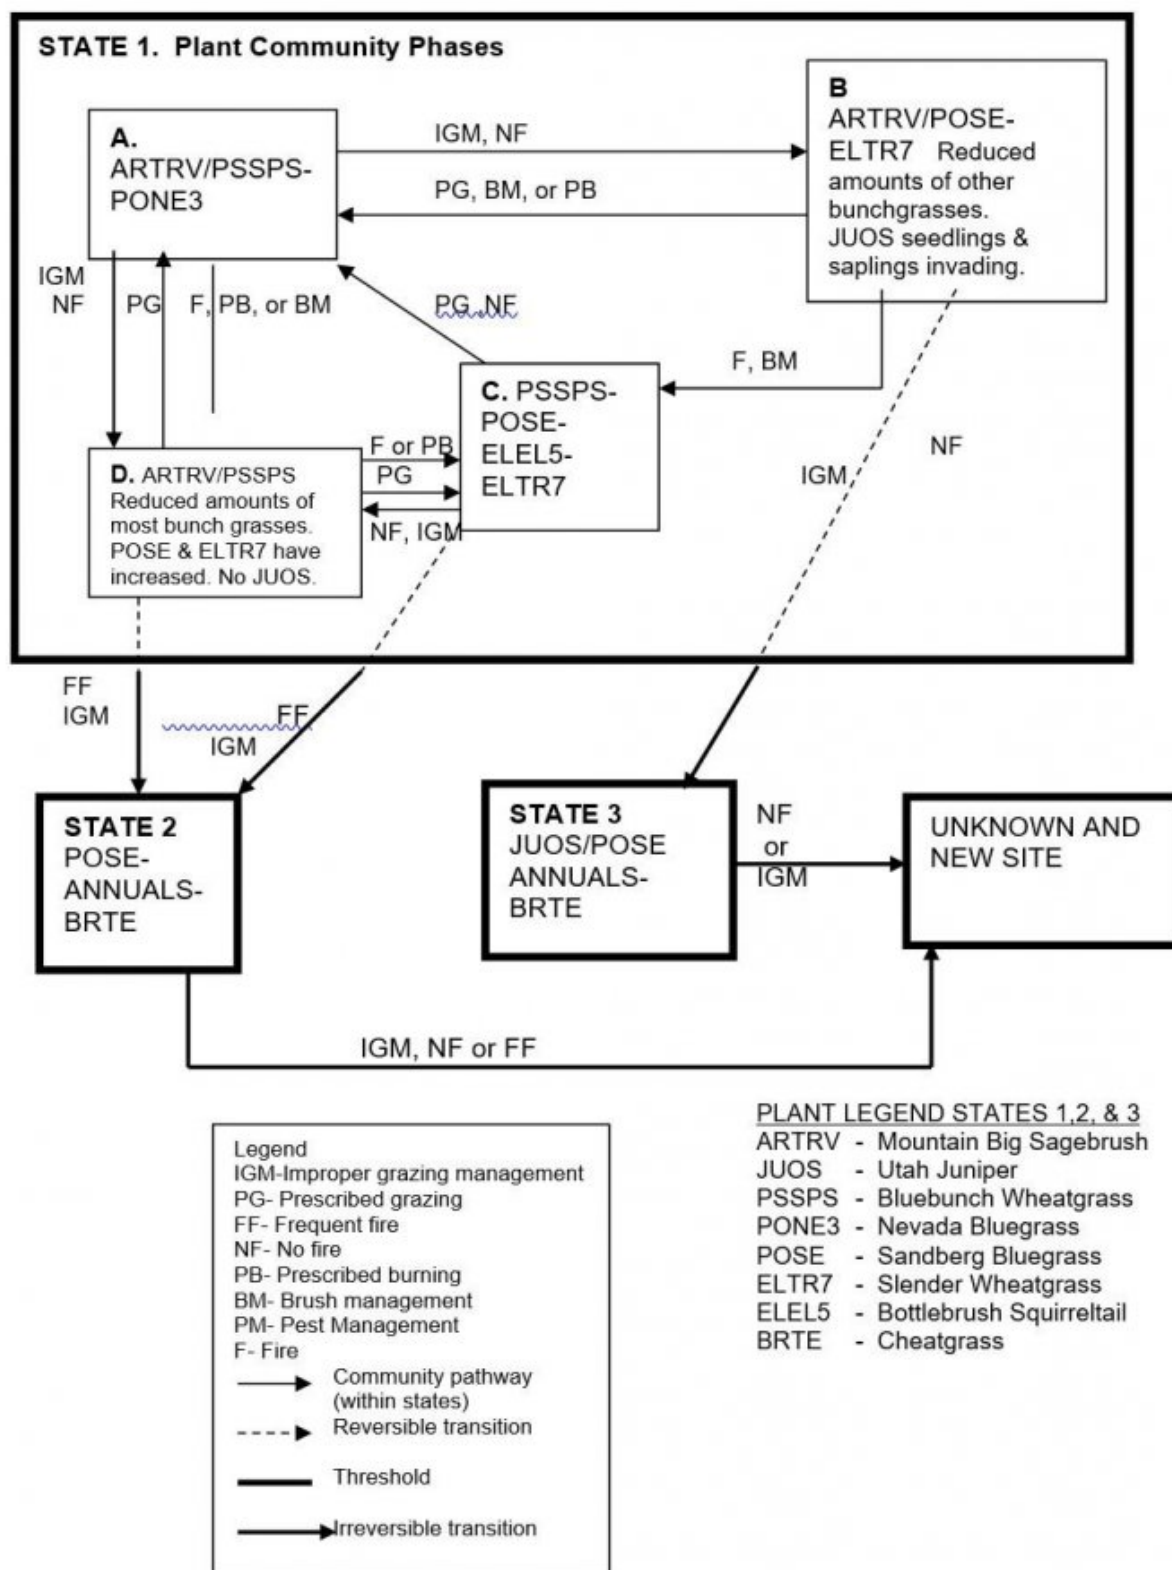 STATE 1. Plant Community Phases
A.
ARTRV/PSSPS-
PONE3
IGM, NF
PG, BM, or PB
B
ARTRV/POSE-
ELTR7 Reduced
amounts of other
bunchgrasses.
JUOS seedlings &
saplings invading.
IGM
NF
PG
F, PB, or BM
PG ,NF
F, BM
C. PSSPS-
POSE-
ELEL5-
ELTR7
F or PB
PG
NF, IGM
D. ARTRV/PSSPS
Reduced amounts of
most bunch grasses.
POSE & ELTR7 have
increased. No JUOS.
IGM
NF
FF
IGM
FF
IGM
STATE 2
POSE-
ANNUALS-
BRTE
STATE 3
JUOS/POSE
ANNUALS-
BRTE
NF
or
IGM
UNKNOWN AND
NEW SITE
IGM, NF or FF
Legend
IGM-Improper grazing management
PG- Prescribed grazing
FF- Frequent fire
NF- No fire
PB- Prescribed burning
BM- Brush management
PM- Pest Management
F- Fire
Community pathway
(within states)
Reversible transition
Threshold
Irreversible transition
PLANT LEGEND STATES 1,2, & 3
ARTRV - Mountain Big Sagebrush
JUOS - Utah Juniper
PSSPS - Bluebunch Wheatgrass
PONE3 - Nevada Bluegrass
POSE - Sandberg Bluegrass
ELTR7 - Slender Wheatgrass
ELEL5 - Bottlebrush Squirreltail
BRTE - Cheatgrass